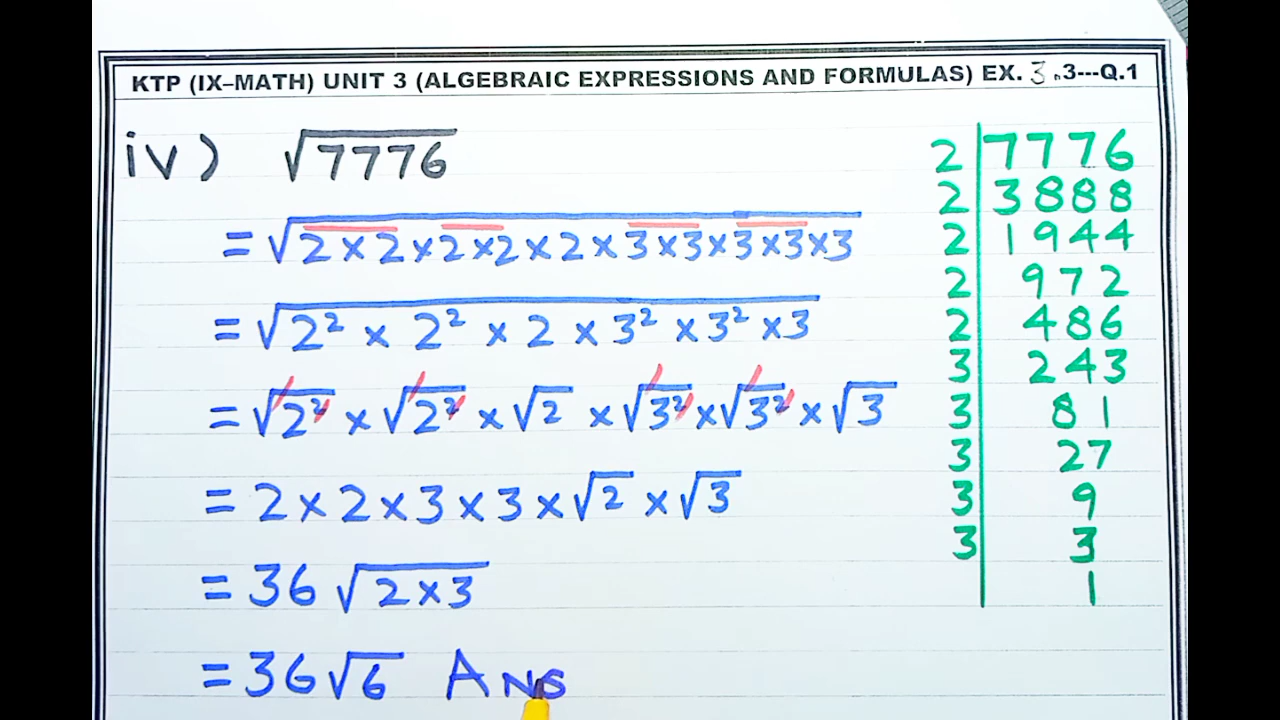 KTP (IX–MATH) UNIT 3 (ALGEBRAIC EXPRESSIONS AND FORMULAS) EX. 3.3---Q.1
iv) √7776
= √2×2×2×2×2×3×3×3×3×3
= √2² × 2² × 2 × 3² × 3² × 3
= √2² × √2² × √2 × √3² × √3² × √3
= 2×2×3×3×√2×√3
= 36 √2×3
= 36√6 Ans
2 | 7776
2 | 3888
2 | 1944
2 | 972
2 | 486
3 | 243
3 | 81
3 | 27
3 | 9
3 | 3
| 1